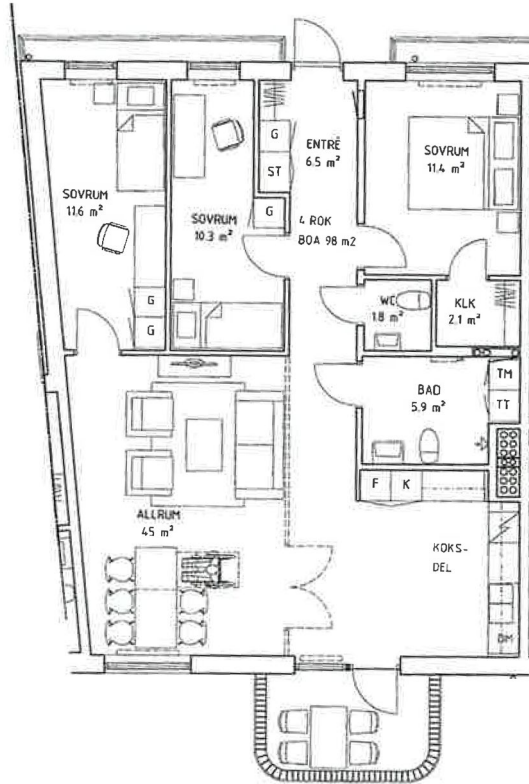 G
ST
ENTRÉ
6.5 m²
SOVRUM
11.4 m²
SOVRUM
11.6 m²
G
SOVRUM
10.3 m²
4 ROK
BOA 98 m2
G
G
WC
1.8 m²
KLK
2.1 m²
BAD
5.9 m²
TM
TT
F K
ALLRUM
45 m²
KÖKS-
DEL
DM